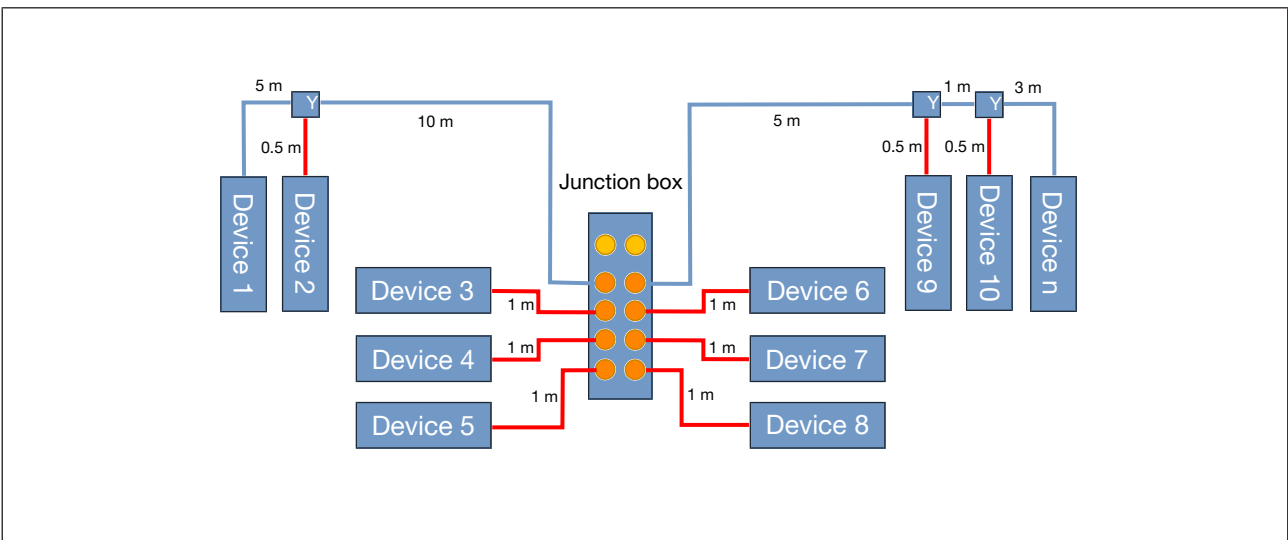 5 m
Y
10 m
0.5 m
Device 1
Device 2
Junction box
5 m
Y
1 m
Y
3 m
0.5 m
0.5 m
Device 9
Device 10
Device n
Device 3
1 m
Device 4
1 m
Device 5
1 m
1 m
Device 6
1 m
Device 7
1 m
Device 8